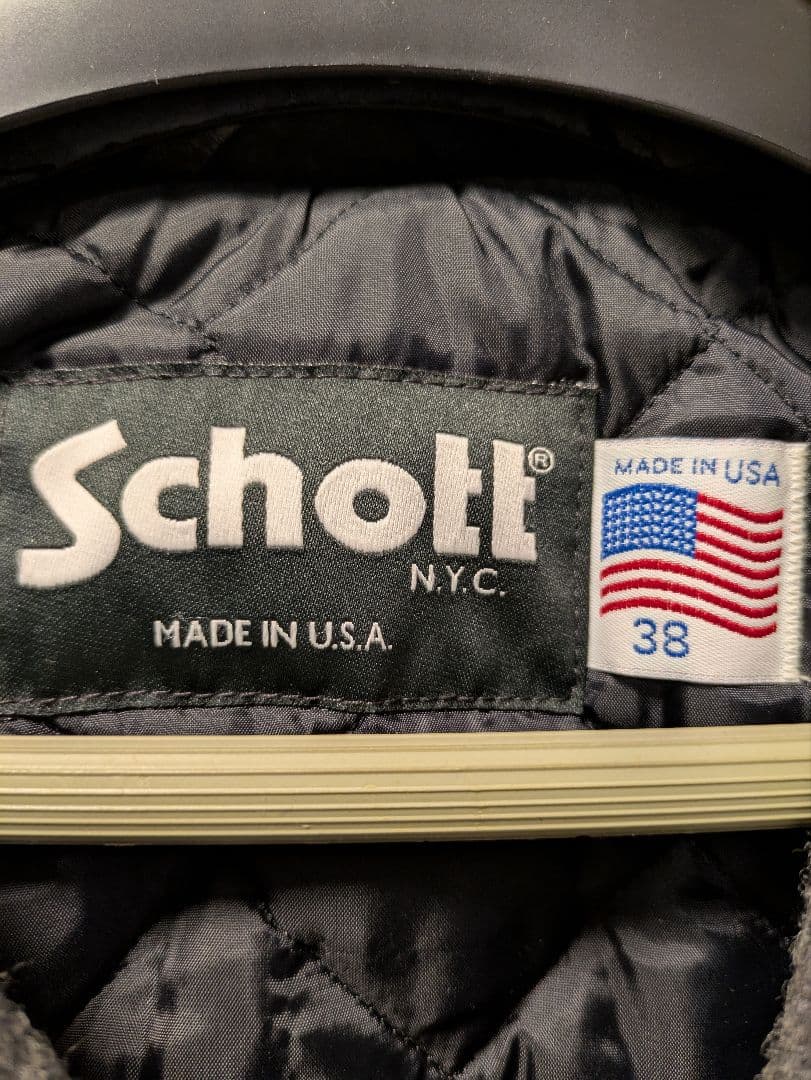 Schott®
N.Y.C.
MADE IN U.S.A.
MADE IN USA
38